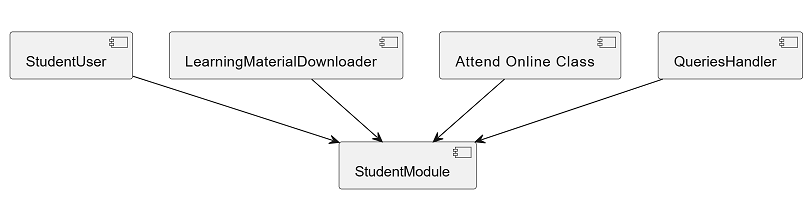 StudentUser
LearningMaterialDownloader
Attend Online Class
QueriesHandler
StudentModule